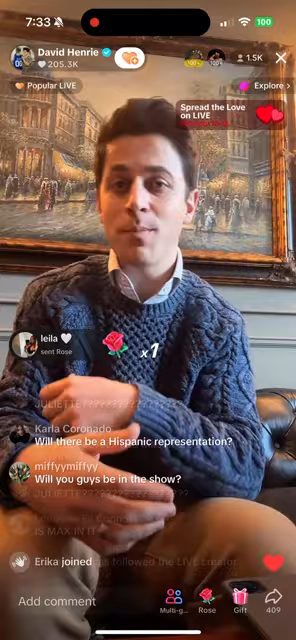 7:33
100
David Henrie
205.3K
1.5K
Popular LIVE
Explore >
Spread the Love
on LIVE
leila
sent Rose
x1
Karla Coronado
Will there be a Hispanic representation?
miffyymiffyy
Will you guys be in the show?
IS MAX IN IT
Erika joined
followed the LIVE creator
Add comment
Multi-g...
Rose
Gift
409